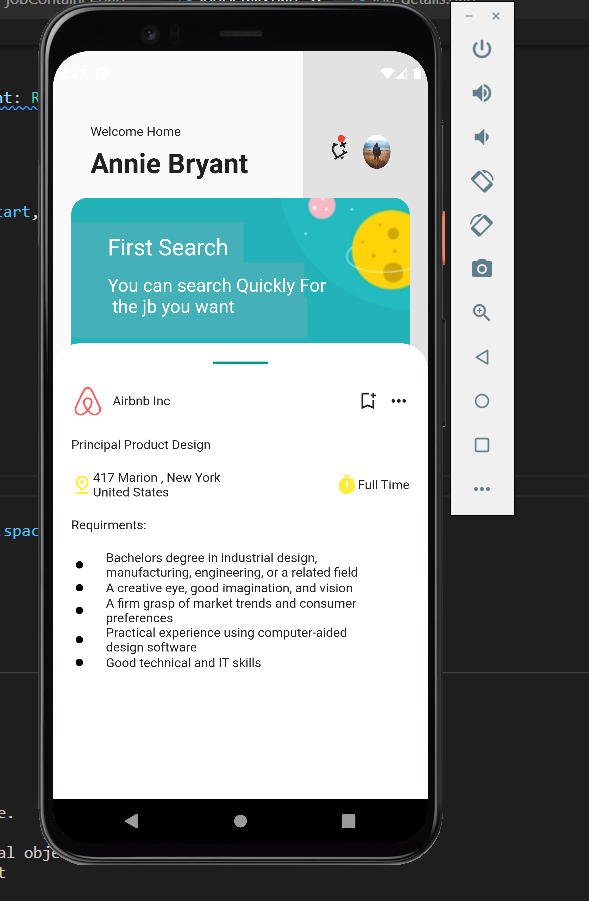 nt: R
tart,
.spac
e.
al obje
t
Welcome Home
Annie Bryant
First Search
You can search Quickly For
the jb you want
Airbnb Inc
Principal Product Design
417 Marion , New York
United States
Full Time
Requirments:
Bachelors degree in industrial design,
manufacturing, engineering, or a related field
A creative eye, good imagination, and vision
A firm grasp of market trends and consumer
preferences
Practical experience using computer-aided
design software
Good technical and IT skills